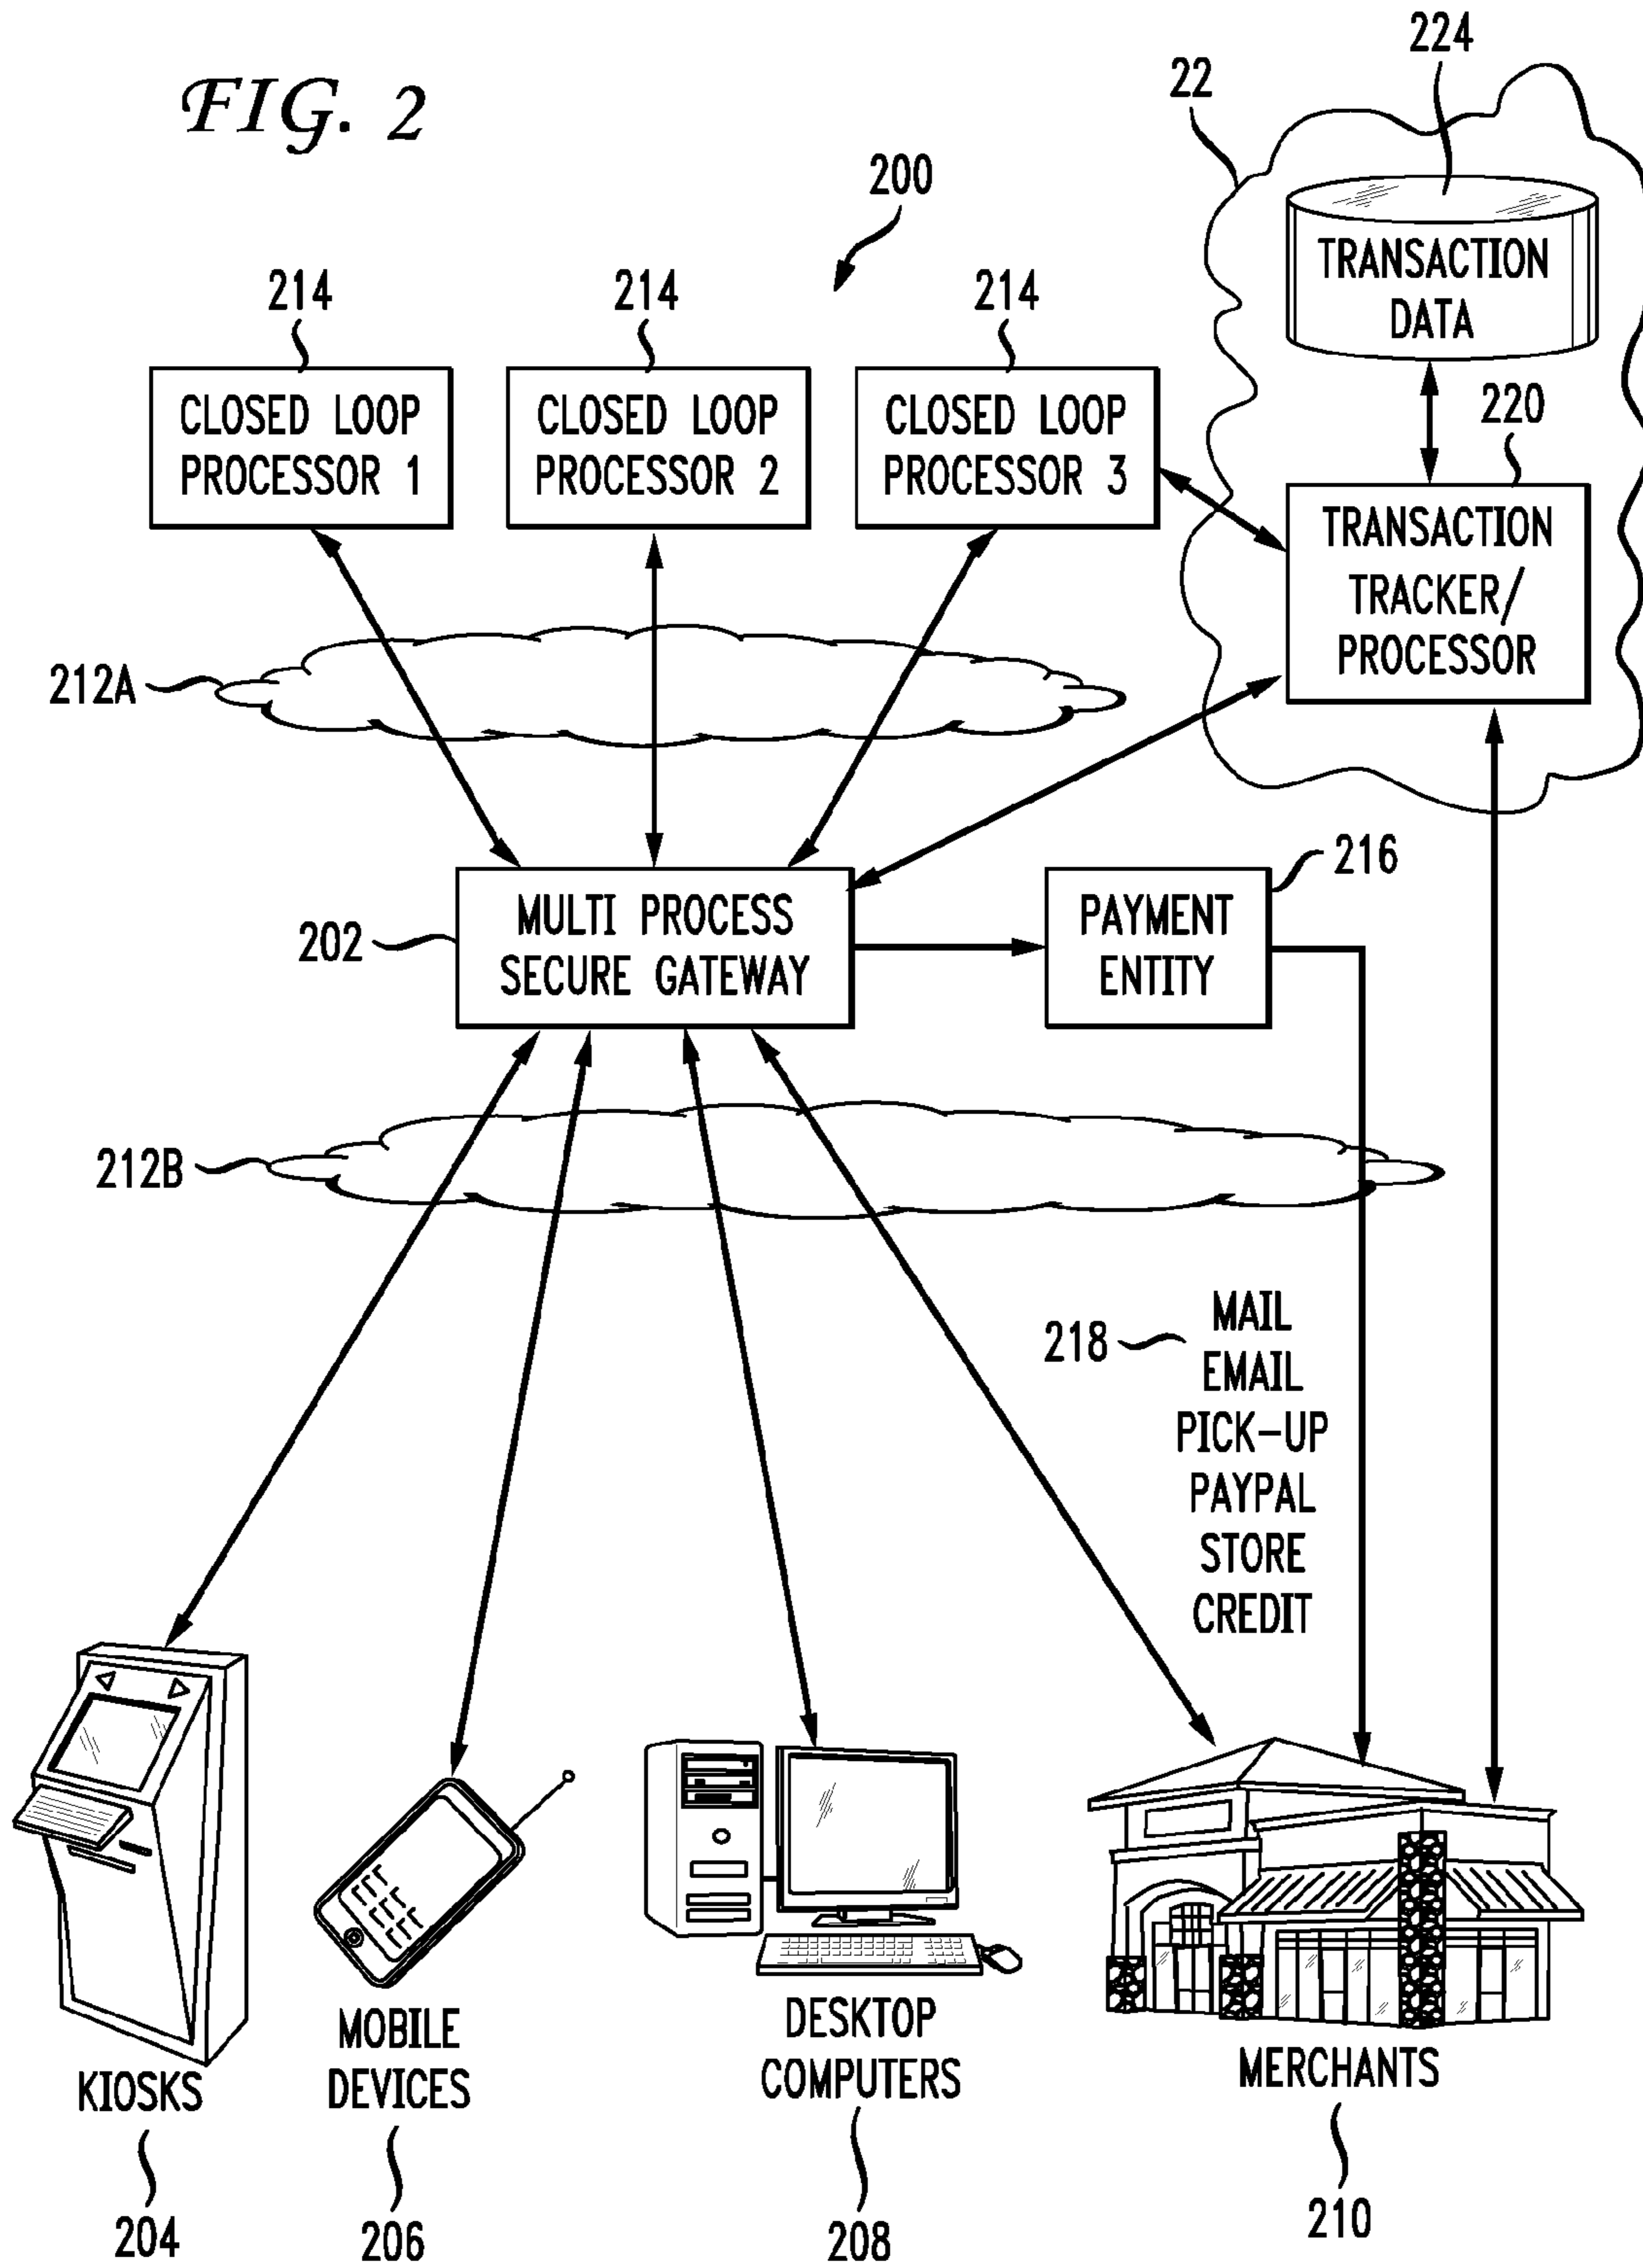 FIG. 2
224
22
200
TRANSACTION
DATA
214
214
214
220
CLOSED LOOP
PROCESSOR 1
CLOSED LOOP
PROCESSOR 2
CLOSED LOOP
PROCESSOR 3
TRANSACTION
TRACKER/
PROCESSOR
212A
216
202
MULTI PROCESS
SECURE GATEWAY
PAYMENT
ENTITY
212B
218
MAIL
EMAIL
PICK-UP
PAYPAL
STORE
CREDIT
KIOSKS
204
MOBILE
DEVICES
206
DESKTOP
COMPUTERS
208
MERCHANTS
210